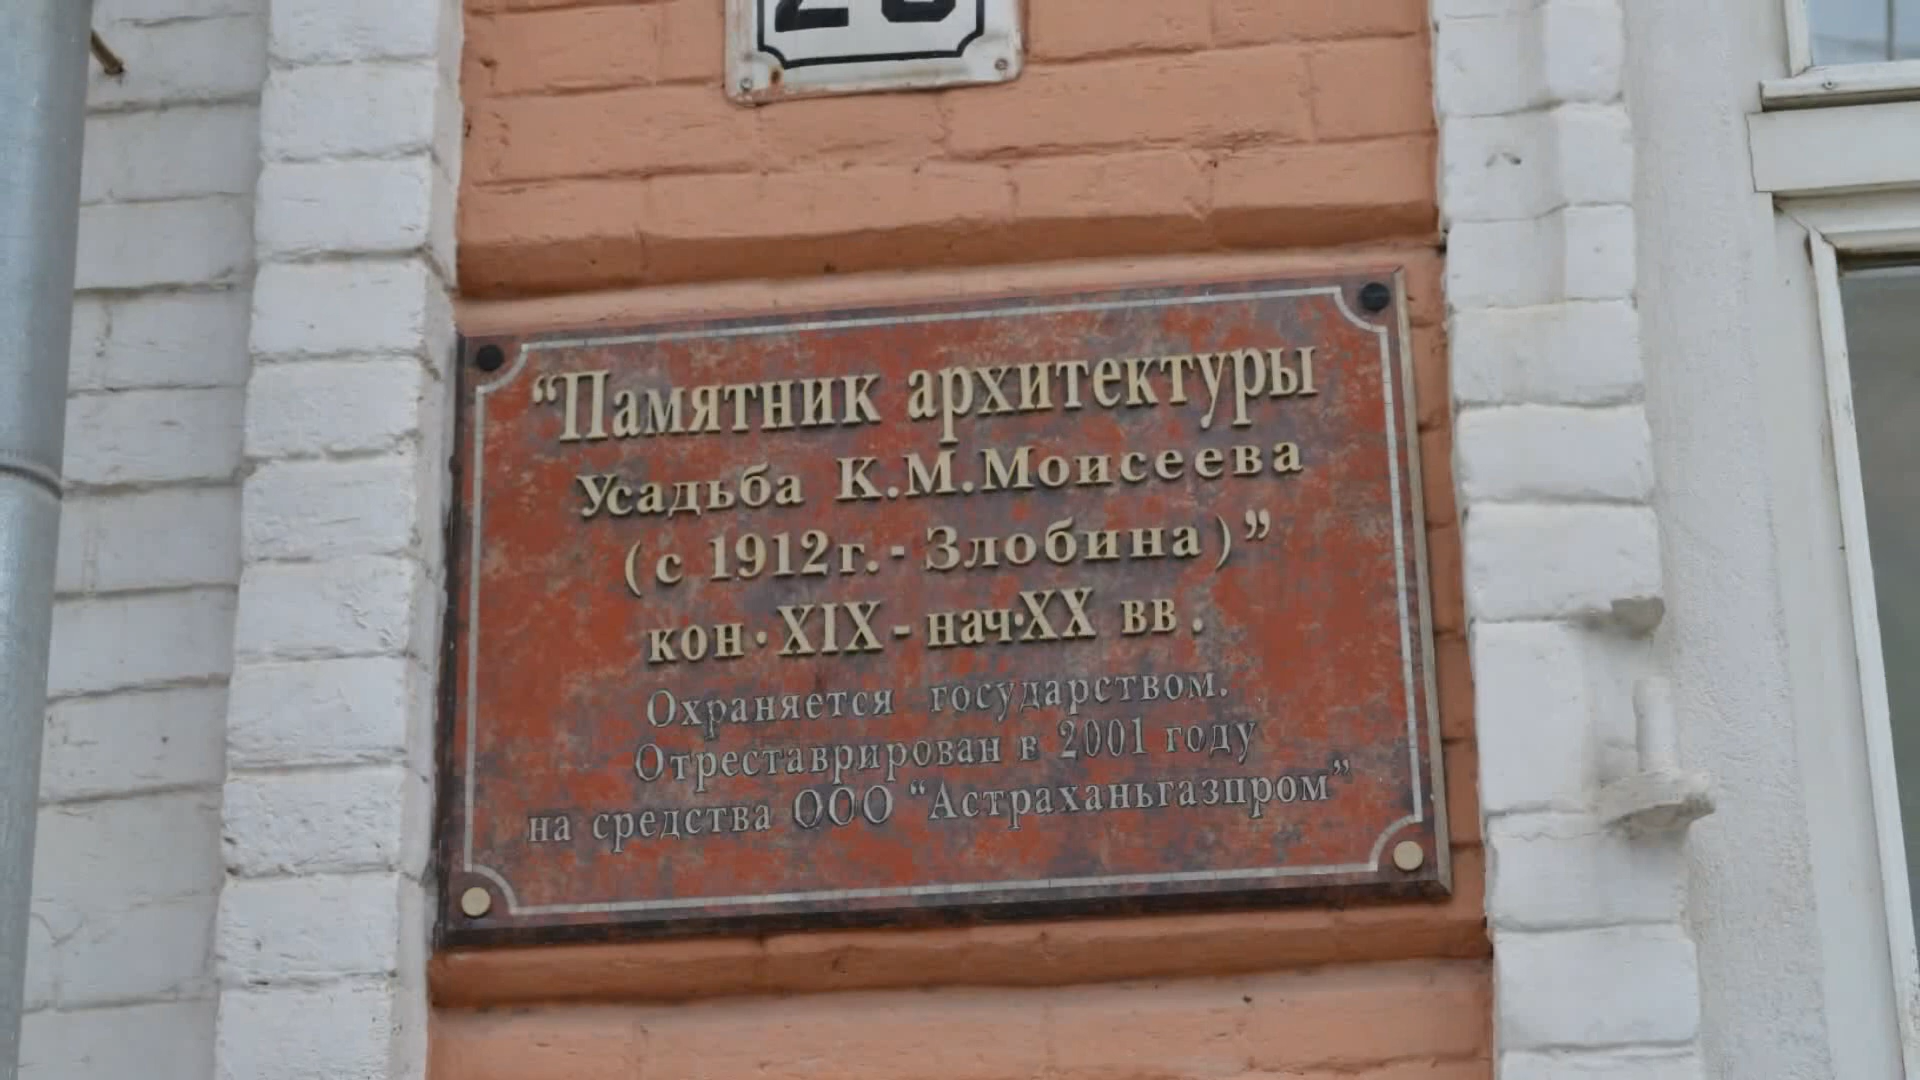 “Памятник архитектуры
Усадьба К.М.Моисеева
(с 1912г.- Злобина)”
кон. XIX - нач.XX вв.
Охраняется государством.
Отреставрирован в 2001 году
на средства ООО “Астраханьгазпром”